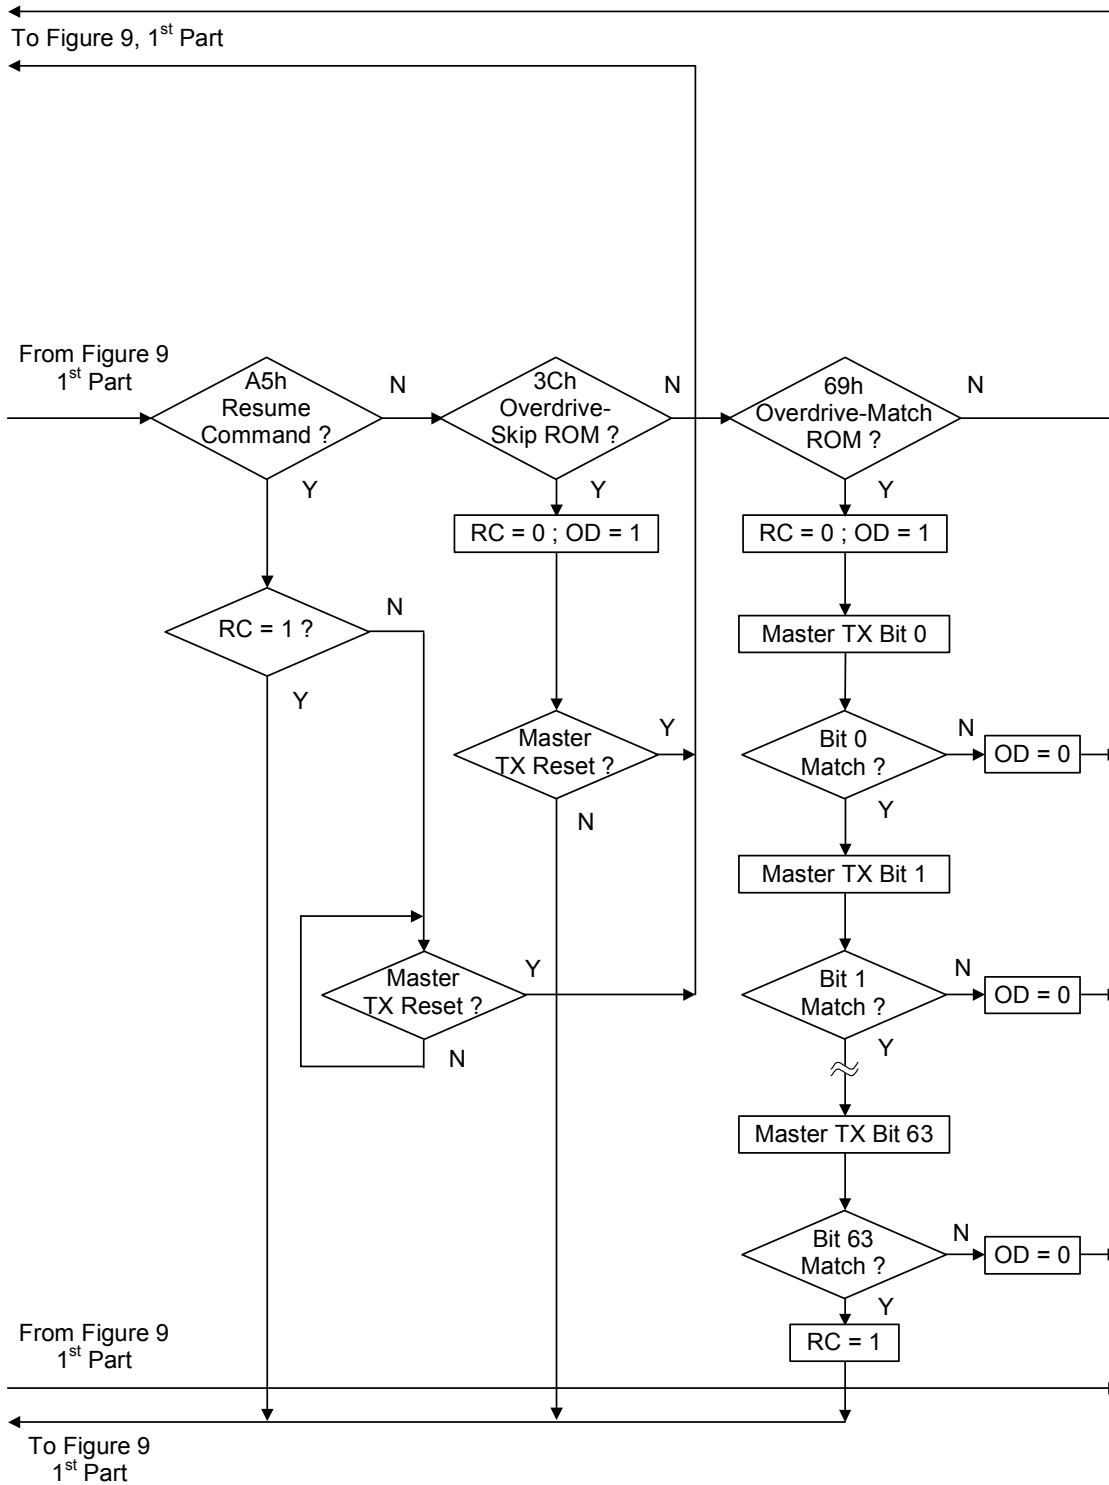 To Figure 9, 1st Part
From Figure 9
1st Part
A5h
Resume
Command ?
N
3Ch
Overdrive-
Skip ROM ?
N
69h
Overdrive-Match
ROM ?
N
Y
Y
Y
RC = 0 ; OD = 1
RC = 0 ; OD = 1
RC = 1 ?
N
Y
Master TX Bit 0
Master
TX Reset ?
Y
N
Bit 0
Match ?
N
OD = 0
Y
Master TX Bit 1
Master
TX Reset ?
Y
N
Bit 1
Match ?
N
OD = 0
Y
Master TX Bit 63
Bit 63
Match ?
N
OD = 0
Y
RC = 1
From Figure 9
1st Part
To Figure 9
1st Part